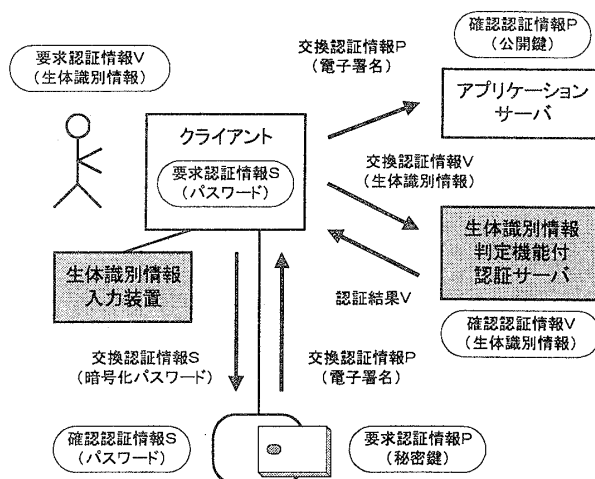 要求認証情報V
(生体識別情報)
交換認証情報P
(電子署名)
確認認証情報P
(公開鍵)
アプリケーション
サーバ
クライアント
要求認証情報S
(パスワード)
交換認証情報V
(生体識別情報)
生体識別情報
判定機能付
認証サーバ
生体識別情報
入力装置
認証結果V
確認認証情報V
(生体識別情報)
交換認証情報S
(暗号化パスワード)
交換認証情報P
(電子署名)
確認認証情報S
(パスワード)
要求認証情報P
(秘密鍵)